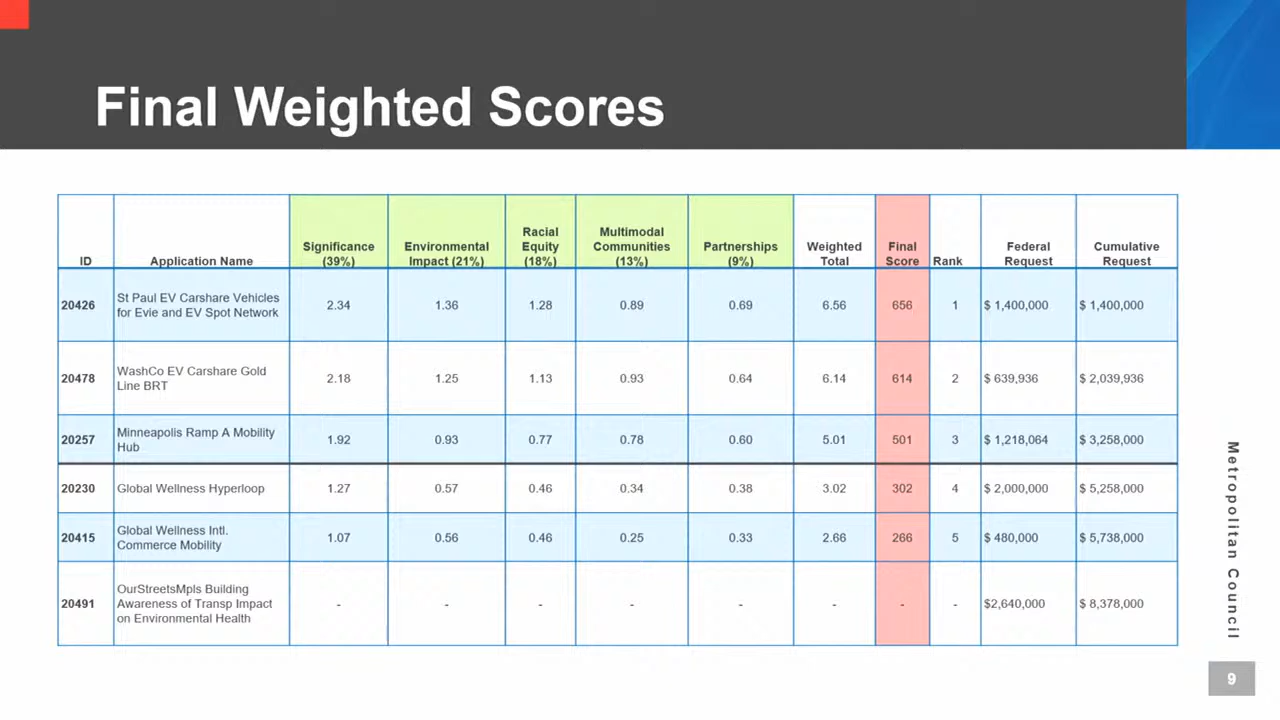 Final Weighted Scores
ID Application Name Significance (39%) Environmental Impact (21%) Racial Equity (18%) Multimodal Communities (13%) Partnerships (9%) Weighted Total Final Score Rank Federal Request Cumulative Request
20426 St Paul EV Carshare Vehicles for Evie and EV Spot Network 2.34 1.36 1.28 0.89 0.69 6.56 656 1 $ 1,400,000 $ 1,400,000
20478 WashCo EV Carshare Gold Line BRT 2.18 1.25 1.13 0.93 0.64 6.14 614 2 $ 639,936 $ 2,039,936
20257 Minneapolis Ramp A Mobility Hub 1.92 0.93 0.77 0.78 0.60 5.01 501 3 $ 1,218,064 $ 3,258,000
20230 Global Wellness Hyperloop 1.27 0.57 0.46 0.34 0.38 3.02 302 4 $ 2,000,000 $ 5,258,000
20415 Global Wellness Intl. Commerce Mobility 1.07 0.56 0.46 0.25 0.33 2.66 266 5 $ 480,000 $ 5,738,000
20491 OurStreetsMpls Building Awareness of Transp Impact on Environmental Health - - - - - - - - $2,640,000 $ 8,378,000
Metropolitan Council
9